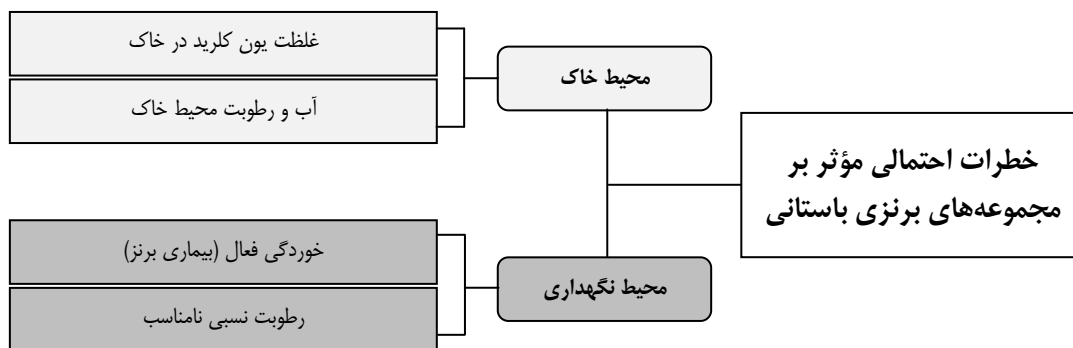 خطرات احتمالی مؤثر بر
مجموعه‌های برنزی باستانی
محیط خاک
غلظت یون کلرید در خاک
آب و رطوبت محیط خاک
محیط نگهداری
خوردگی فعال (بیماری برنز)
رطوبت نسبی نامناسب